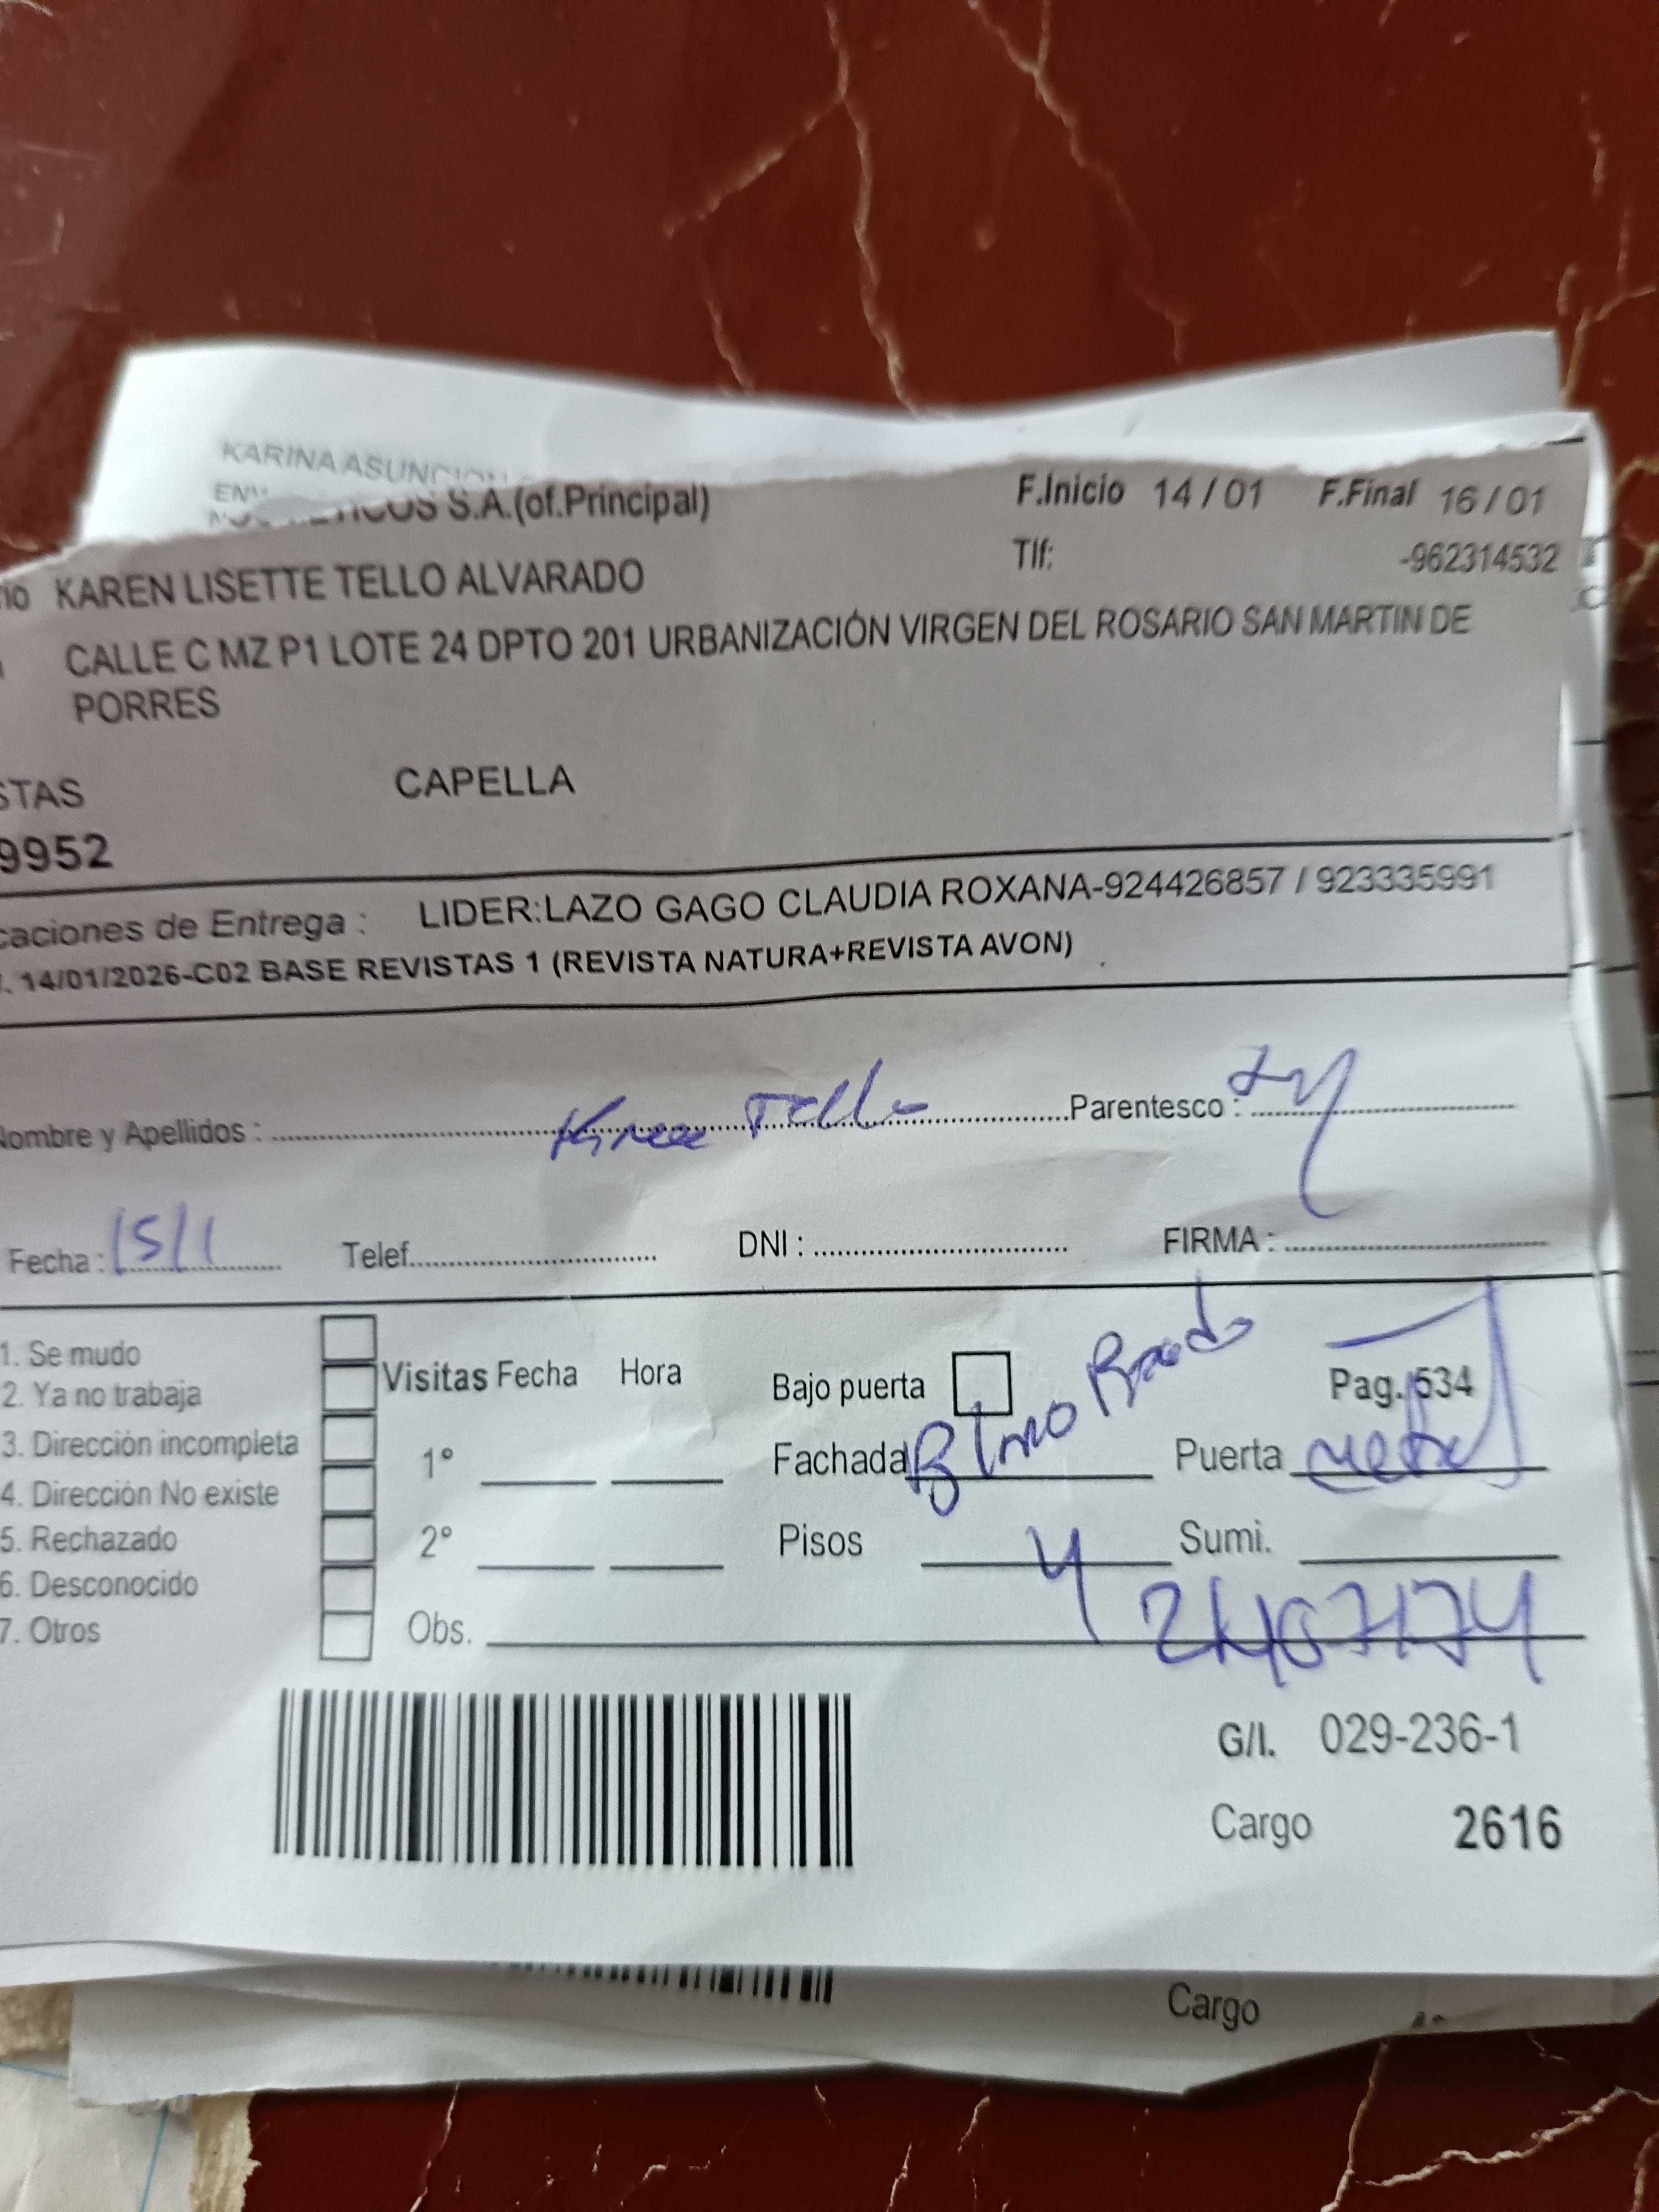 KARINA ASUNCION
S.A.(of.Principal) F.Inicio 14 / 01 F.Final 16 / 01
KAREN LISETTE TELLO ALVARADO Tlf: -962314532
CALLE C MZ P1 LOTE 24 DPTO 201 URBANIZACIÓN VIRGEN DEL ROSARIO SAN MARTIN DE
PORRES
STAS CAPELLA
9952
caciones de Entrega : LIDER:LAZO GAGO CLAUDIA ROXANA-924426857 / 923335991
. 14/01/2026-C02 BASE REVISTAS 1 (REVISTA NATURA+REVISTA AVON)
Nombre y Apellidos : Tello Parentesco :
Fecha : 15/1 Telef. DNI : FIRMA :
1. Se mudo
2. Ya no trabaja
3. Dirección incompleta
4. Dirección No existe
5. Rechazado
6. Desconocido
7. Otros
Visitas Fecha Hora
1°
2°
Obs.
Bajo puerta Pag. 534
Fachada Puerta metal
Pisos 4 Sumi.
G/I. 029-236-1
Cargo 2616
Cargo